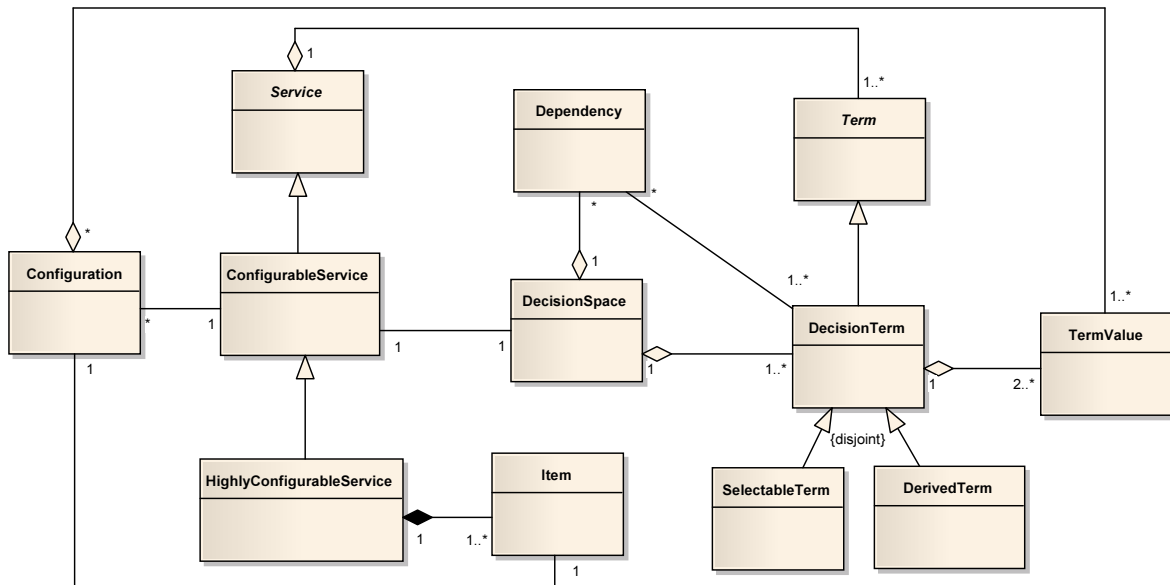 1
Service
1..*
Dependency
Term
*
*
*
1..*
Configuration
ConfigurableService
1
DecisionSpace
1..*
1..*
DecisionTerm
TermValue
*
1
1
1
1
1..*
1
2..*
1
{disjoint}
HighlyConfigurableService
Item
SelectableTerm
DerivedTerm
1
1..*
1